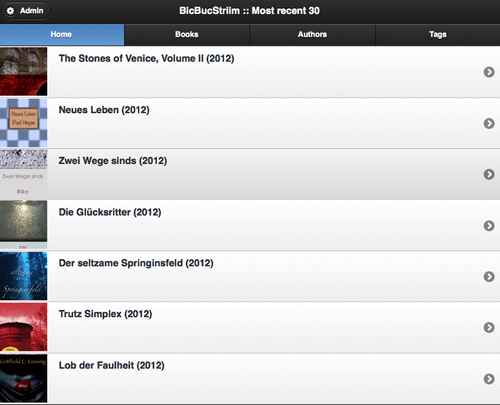 Admin
BicBucStriim :: Most recent 30
Home
Books
Authors
Tags
The Stones of Venice, Volume II (2012)
Neues Leben
Paul Heyse
Neues Leben (2012)
Zwei Wege sinds
Rilke
Zwei Wege sinds (2012)
Die Glücksritter (2012)
seltzame
Springinsfeld
Der seltzame Springinsfeld (2012)
Trutz Simplex (2012)
Gotthold E. Lessing
Lob der Faulheit (2012)